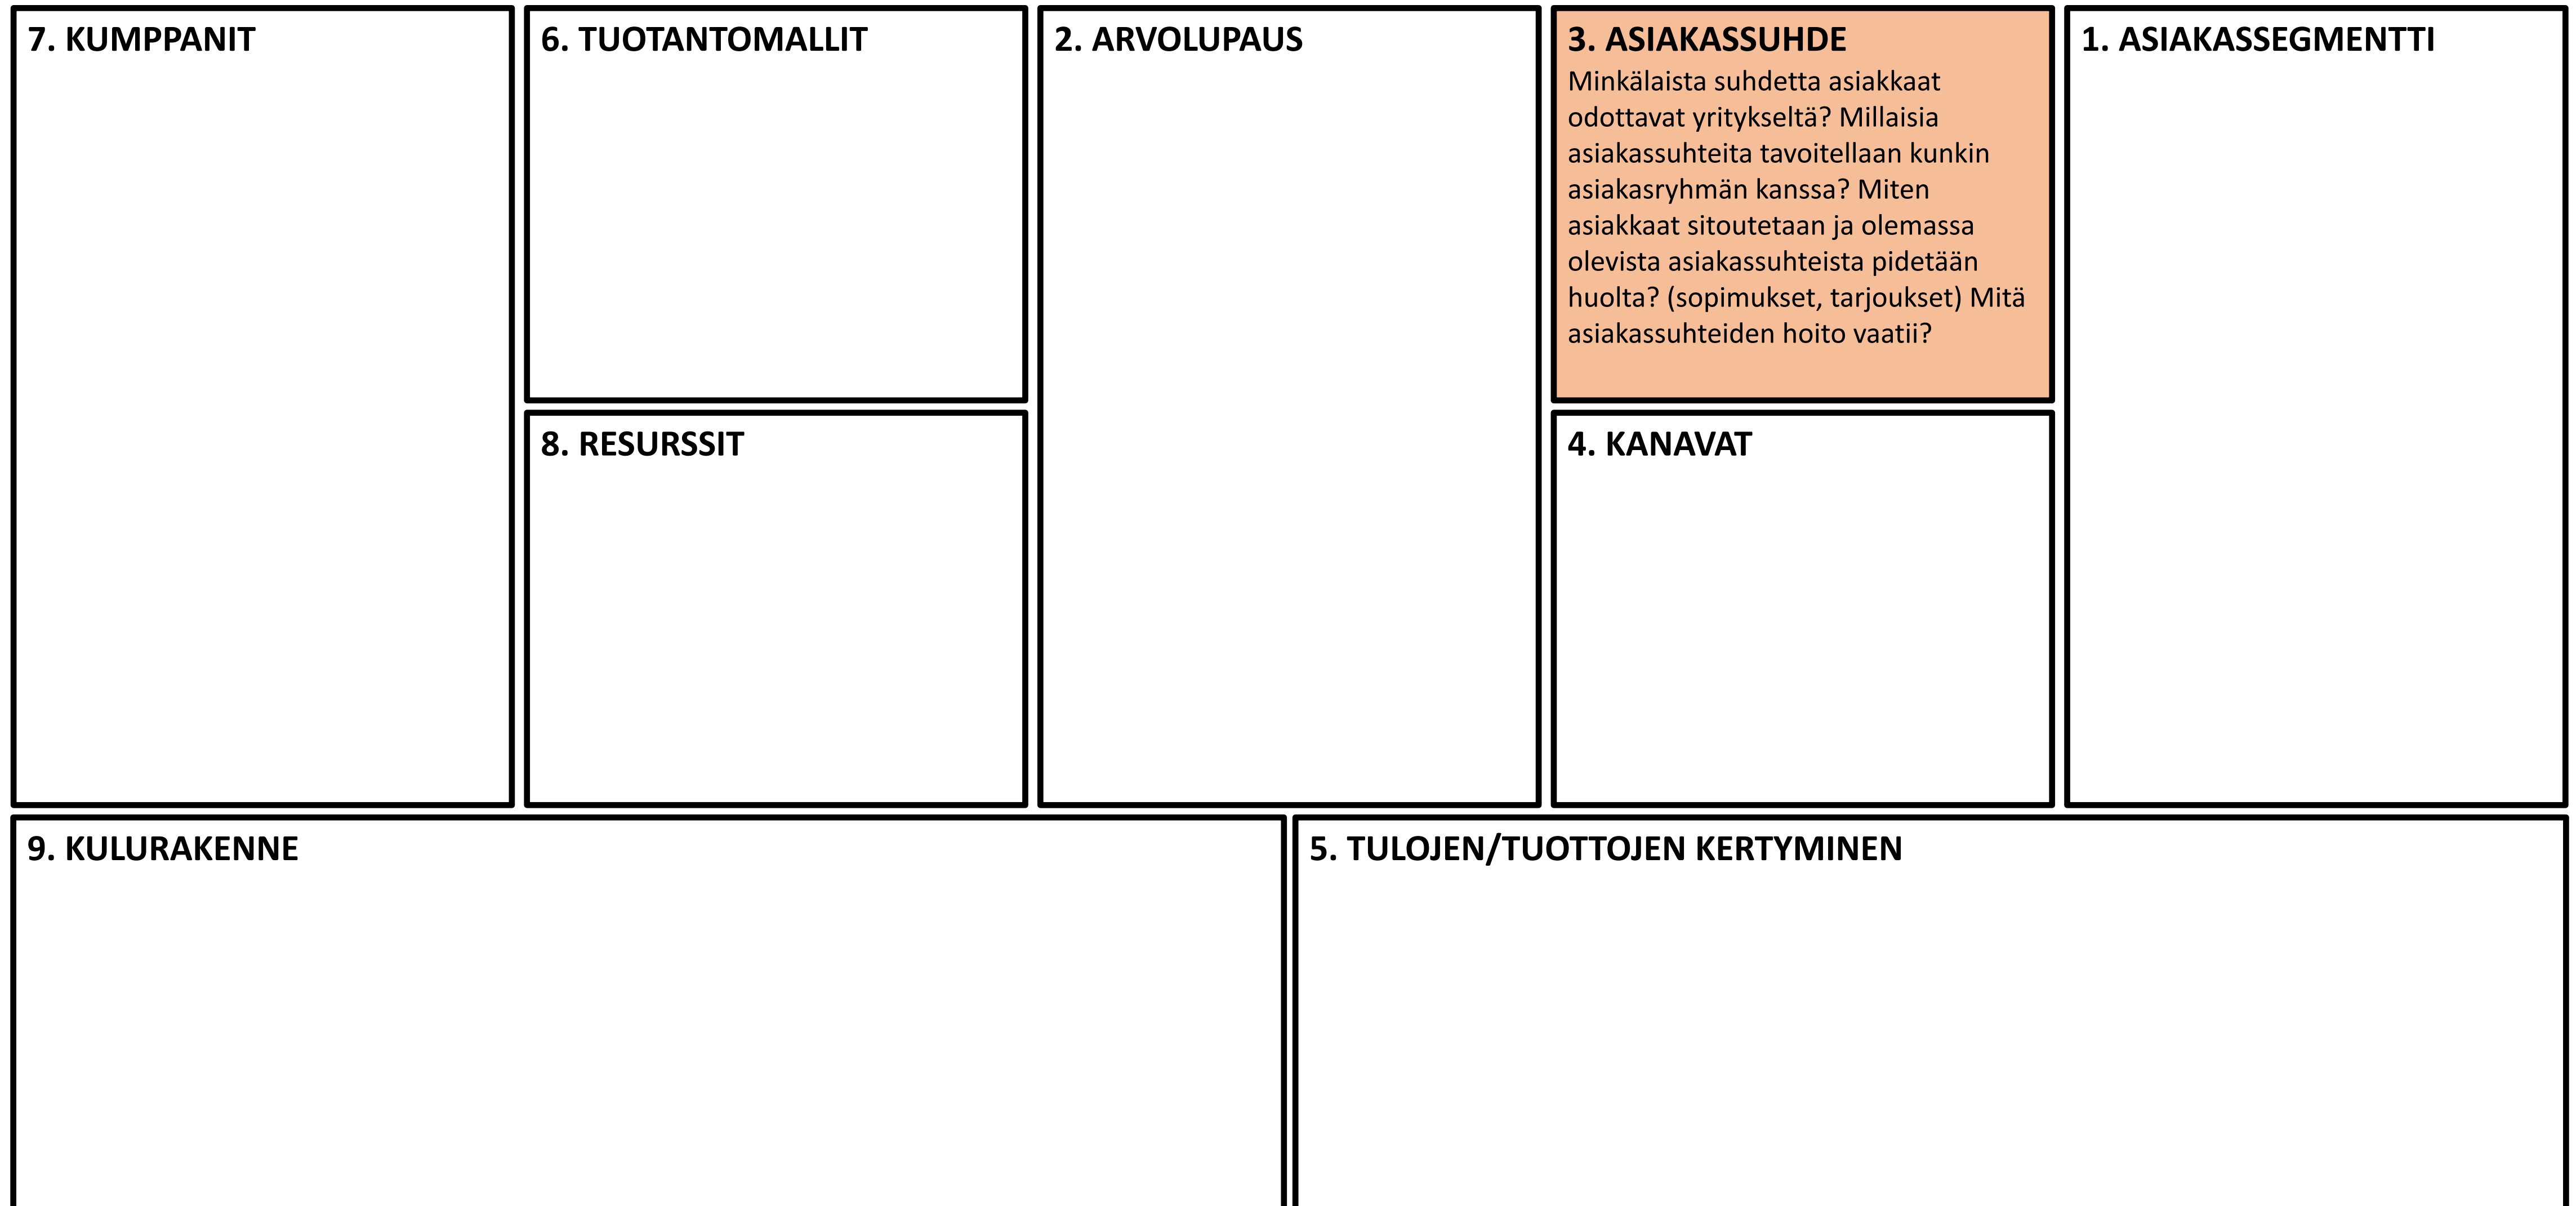 7. KUMPPANIT
6. TUOTANTOMALLIT
2. ARVOLUPAUS
3. ASIAKASSUHDE
Minkälaista suhdetta asiakkaat
odottavat yritykseltä? Millaisia
asiakassuhteita tavoitellaan kunkin
asiakasryhmän kanssa? Miten
asiakkaat sitoutetaan ja olemassa
olevista asiakassuhteista pidetään
huolta? (sopimukset, tarjoukset) Mitä
asiakassuhteiden hoito vaatii?
1. ASIAKASSEGMENTTI
8. RESURSSIT
4. KANAVAT
9. KULURAKENNE
5. TULOJEN/TUOTTOJEN KERTYMINEN